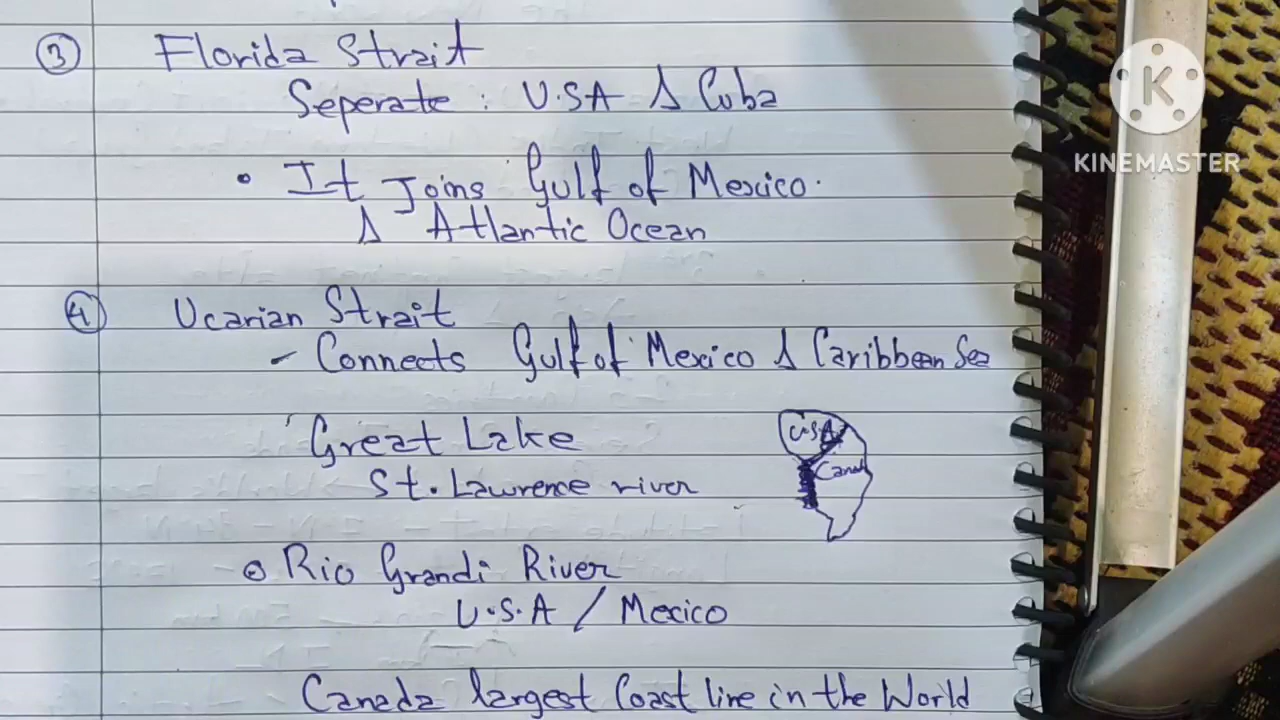 ③ Florida Strait
Seperate : U.S.A & Cuba
• It Joins Gulf of Mexico.
& Atlantic Ocean
④ Ucarian Strait
- Connects Gulf of Mexico & Caribbean Sea
Great Lake
St. Lawrence river
U.S.A
Canad
Rio Grandi River
U.S.A / Mexico
Canada largest Coast line in the World
K
KINEMASTER